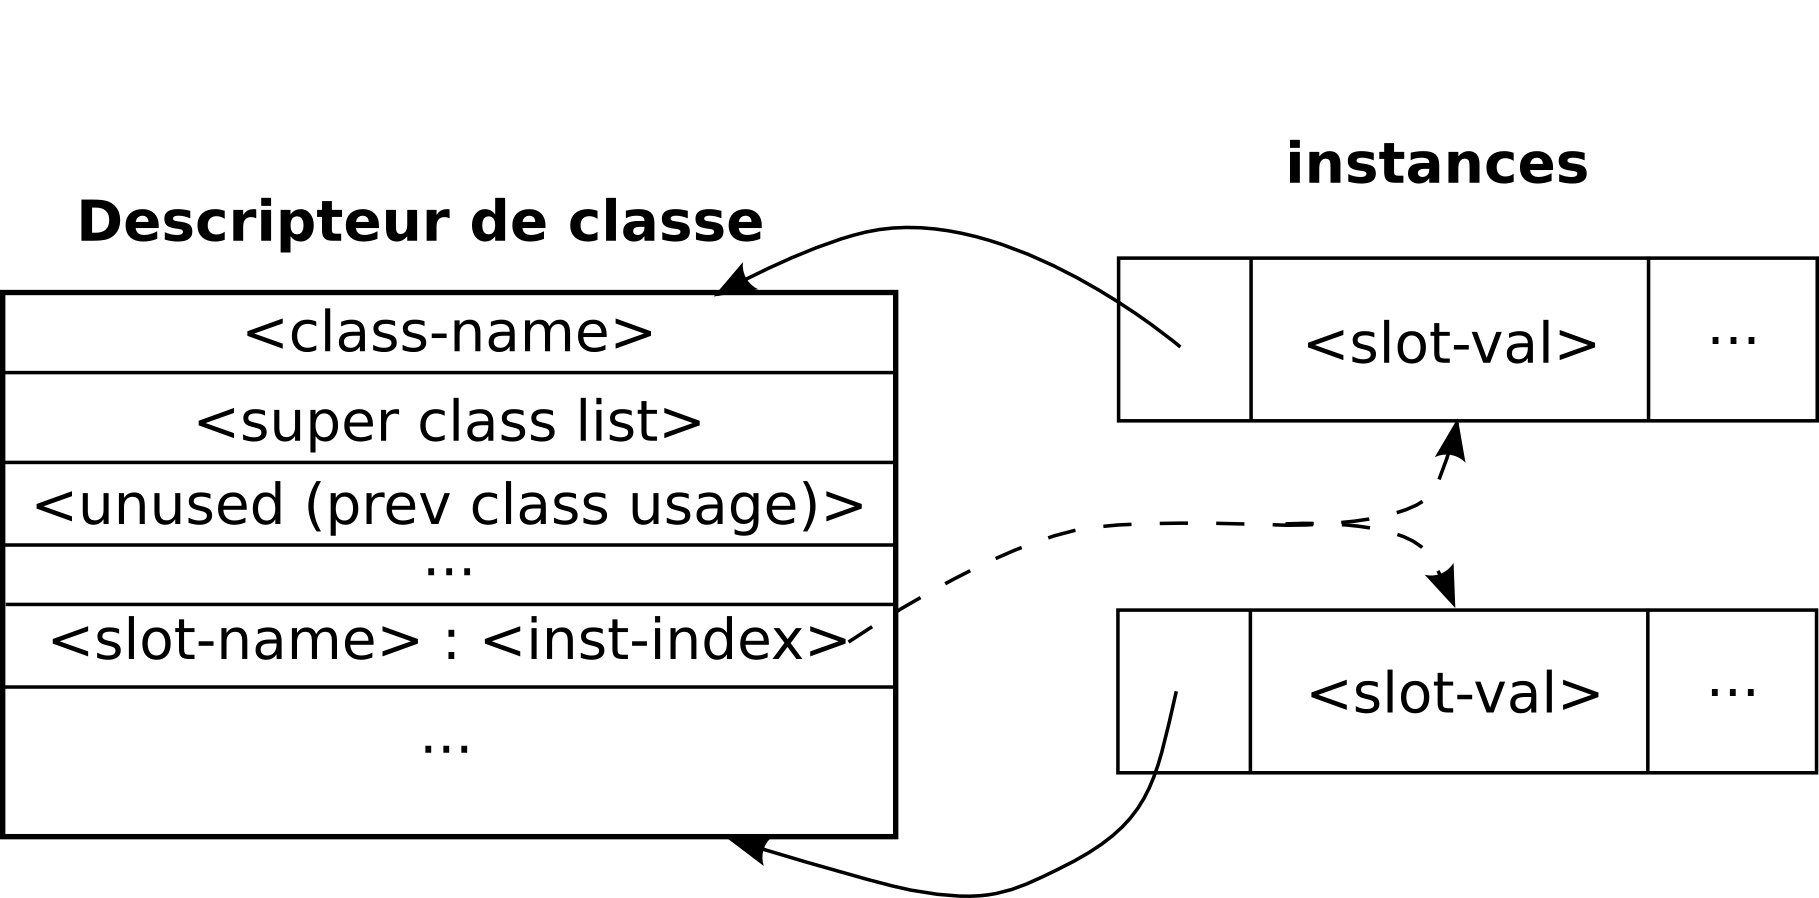 instances
Descripteur de classe
<class-name>
<super class list>
<unused (prev class usage)>
...
<slot-name> : <inst-index>
...
<slot-val>
...
<slot-val>
...